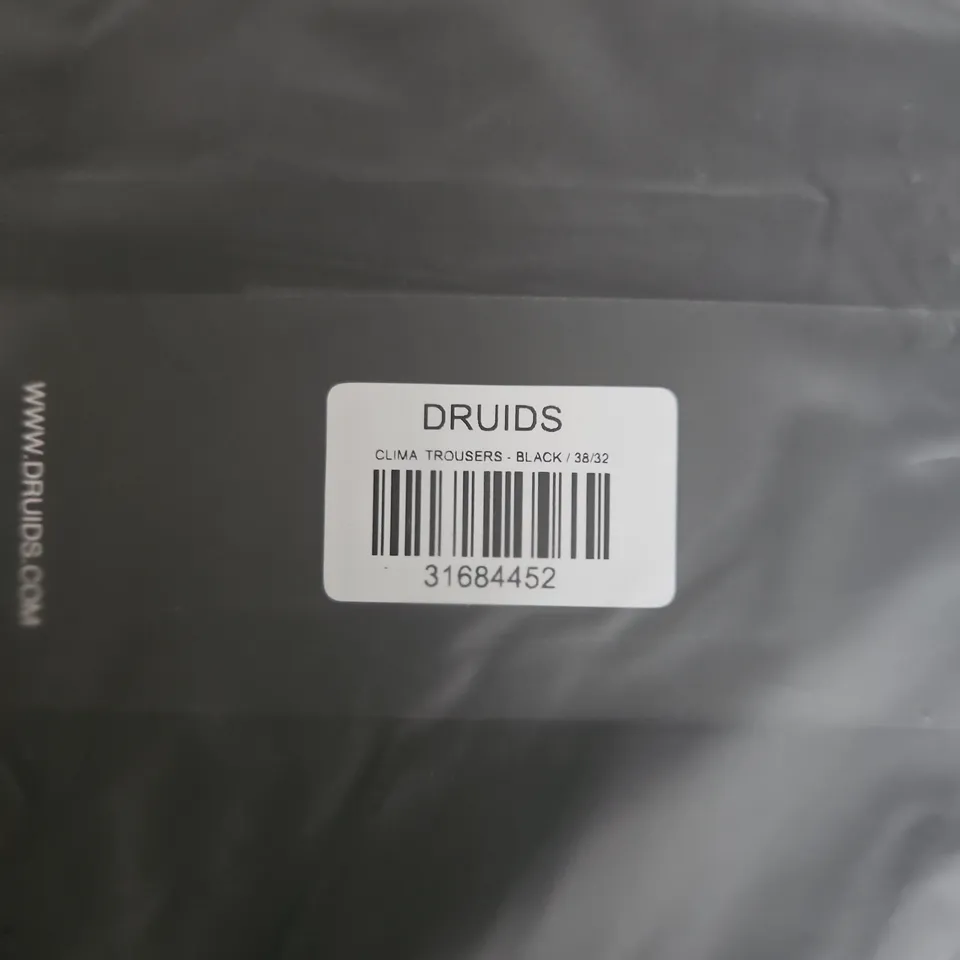 DRUIDS
CLIMA TROUSERS - BLACK / 38/32
31684452
WWW.DRUIDS.COM